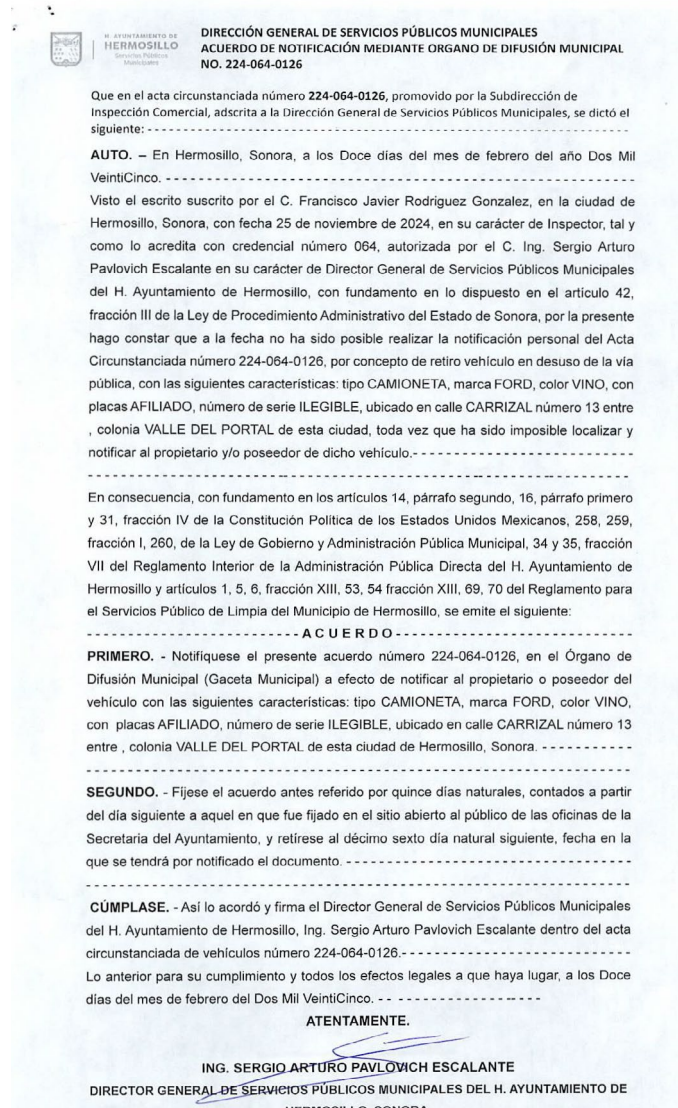 H. AYUNTAMIENTO DE
HERMOSILLO
Servicios Públicos
Municipales
DIRECCIÓN GENERAL DE SERVICIOS PÚBLICOS MUNICIPALES
ACUERDO DE NOTIFICACIÓN MEDIANTE ORGANO DE DIFUSIÓN MUNICIPAL
NO. 224-064-0126
Que en el acta circunstanciada número 224-064-0126, promovido por la Subdirección de
Inspección Comercial, adscrita a la Dirección General de Servicios Públicos Municipales, se dictó el
siguiente: - - - - - - - - - - - - - - - - - - - - - - - - - - - - - - - - - - - - - - - - - - - - - - - - - - - - - - - - - - -
AUTO. – En Hermosillo, Sonora, a los Doce días del mes de febrero del año Dos Mil
VeintiCinco. - - - - - - - - - - - - - - - - - - - - - - - - - - - - - - - - - - - - - - - - - - - - - - - - - - - - - - - -
Visto el escrito suscrito por el C. Francisco Javier Rodriguez Gonzalez, en la ciudad de
Hermosillo, Sonora, con fecha 25 de noviembre de 2024, en su carácter de Inspector, tal y
como lo acredita con credencial número 064, autorizada por el C. Ing. Sergio Arturo
Pavlovich Escalante en su carácter de Director General de Servicios Públicos Municipales
del H. Ayuntamiento de Hermosillo, con fundamento en lo dispuesto en el artículo 42,
fracción III de la Ley de Procedimiento Administrativo del Estado de Sonora, por la presente
hago constar que a la fecha no ha sido posible realizar la notificación personal del Acta
Circunstanciada número 224-064-0126, por concepto de retiro vehículo en desuso de la vía
pública, con las siguientes características: tipo CAMIONETA, marca FORD, color VINO, con
placas AFILIADO, número de serie ILEGIBLE, ubicado en calle CARRIZAL número 13 entre
, colonia VALLE DEL PORTAL de esta ciudad, toda vez que ha sido imposible localizar y
notificar al propietario y/o poseedor de dicho vehículo.- - - - - - - - - - - - - - - - - - - - - - - - - -
- - - - - - - - - - - - - - - - - - - - - - - - - - - - - - - - - - - - - - - - - - - - - - - - - - - - - - - - - - - - - - -
En consecuencia, con fundamento en los artículos 14, párrafo segundo, 16, párrafo primero
y 31, fracción IV de la Constitución Política de los Estados Unidos Mexicanos, 258, 259,
fracción I, 260, de la Ley de Gobierno y Administración Pública Municipal, 34 y 35, fracción
VII del Reglamento Interior de la Administración Pública Directa del H. Ayuntamiento de
Hermosillo y artículos 1, 5, 6, fracción XIII, 53, 54 fracción XIII, 69, 70 del Reglamento para
el Servicios Público de Limpia del Municipio de Hermosillo, se emite el siguiente:
- - - - - - - - - - - - - - - - - - - - - - - - - A C U E R D O - - - - - - - - - - - - - - - - - - - - - - - - - - - -
PRIMERO. - Notifíquese el presente acuerdo número 224-064-0126, en el Órgano de
Difusión Municipal (Gaceta Municipal) a efecto de notificar al propietario o poseedor del
vehículo con las siguientes características: tipo CAMIONETA, marca FORD, color VINO,
con placas AFILIADO, número de serie ILEGIBLE, ubicado en calle CARRIZAL número 13
entre , colonia VALLE DEL PORTAL de esta ciudad de Hermosillo, Sonora. - - - - - - - - - - -
- - - - - - - - - - - - - - - - - - - - - - - - - - - - - - - - - - - - - - - - - - - - - - - - - - - - - - - - - - - - - - -
SEGUNDO. - Fíjese el acuerdo antes referido por quince días naturales, contados a partir
del día siguiente a aquel en que fue fijado en el sitio abierto al público de las oficinas de la
Secretaria del Ayuntamiento, y retírese al décimo sexto día natural siguiente, fecha en la
que se tendrá por notificado el documento. - - - - - - - - - - - - - - - - - - - - - - - - - - - - - - - - -
- - - - - - - - - - - - - - - - - - - - - - - - - - - - - - - - - - - - - - - - - - - - - - - - - - - - - - - - - - - - - - -
CÚMPLASE. - Así lo acordó y firma el Director General de Servicios Públicos Municipales
del H. Ayuntamiento de Hermosillo, Ing. Sergio Arturo Pavlovich Escalante dentro del acta
circunstanciada de vehículos número 224-064-0126.- - - - - - - - - - - - - - - - - - - - - - - - - - -
Lo anterior para su cumplimiento y todos los efectos legales a que haya lugar, a los Doce
días del mes de febrero del Dos Mil VeintiCinco. - - - - - - - - - - - - - - - - - - - -
ATENTAMENTE.
ING. SERGIO ARTURO PAVLOVICH ESCALANTE
DIRECTOR GENERAL DE SERVICIOS PÚBLICOS MUNICIPALES DEL H. AYUNTAMIENTO DE
HERMOSILLO, SONORA